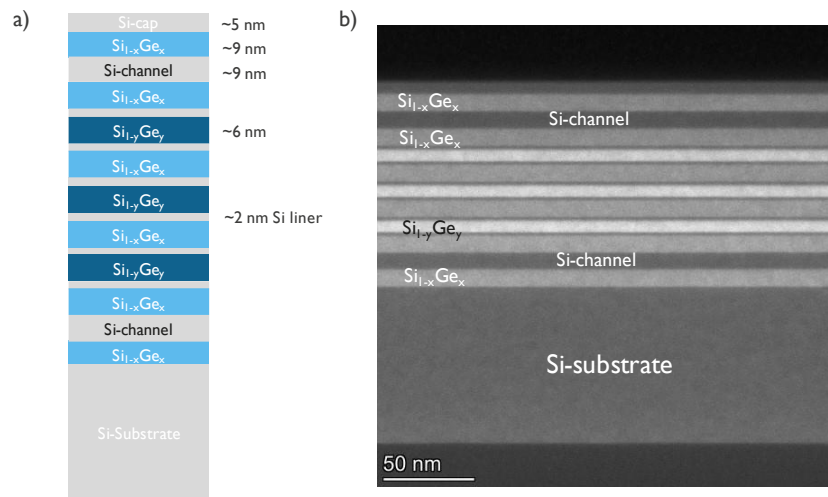 a)
Si-cap
~5 nm
Si1-xGex
~9 nm
Si-channel
~9 nm
Si1-xGex
Si1-yGey
~6 nm
Si1-xGex
Si1-yGey
~2 nm Si liner
Si1-xGex
Si1-yGey
Si1-xGex
Si-channel
Si1-xGex
Si-Substrate
b)
Si1-xGex
Si-channel
Si1-xGex
Si1-yGey
Si-channel
Si1-xGex
Si-substrate
50 nm